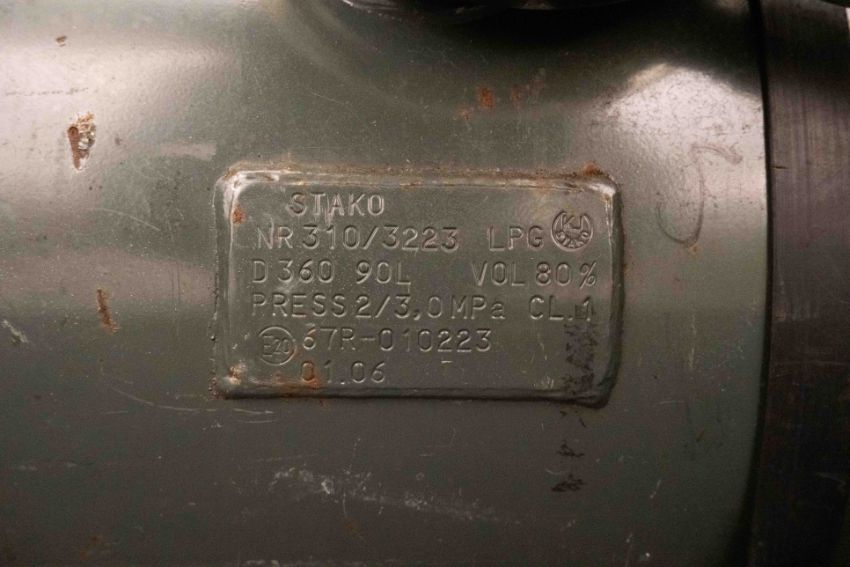 STAKO
NR 310/3223 LPG
D 360 90L VOL 80%
PRESS 2/3,0 MPa CL.1
E20 67R-010223
01.06